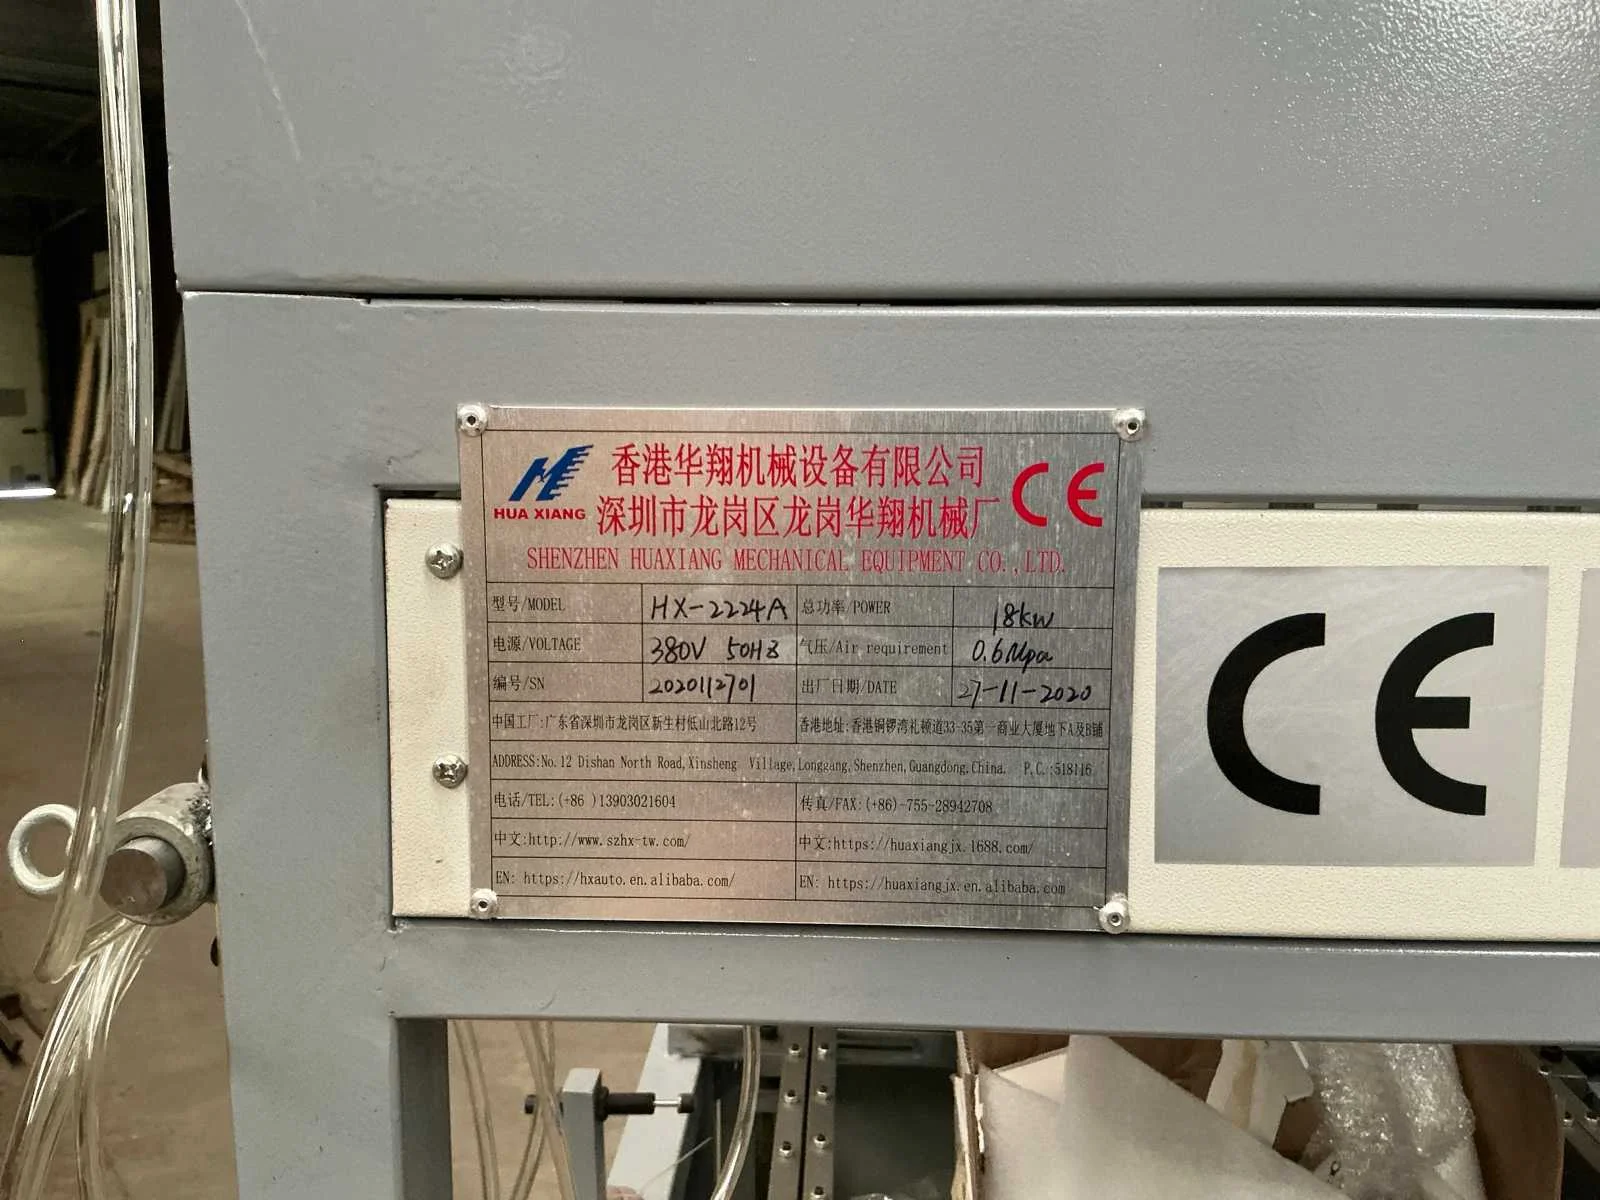 香港华翔机械设备有限公司
HUA XIANG
深圳市龙岗区龙岗华翔机械厂
CE
SHENZHEN HUAXIANG MECHANICAL EQUIPMENT CO.,LTD.
型号/MODEL HX-2224A 总功率/POWER 18kw
电源/VOLTAGE 380V 50HZ 气压/Air requirement 0.6Mpa
编号/SN 2020112701 出厂日期/DATE 27-11-2020
中国工厂:广东省深圳市龙岗区新生村低山北路12号 香港地址:香港铜锣湾礼顿道33-35第一商业大厦地下A及B铺
ADDRESS:No.12 Dishan North Road,Xinsheng Village,Longgang,Shenzhen,Guangdong,China. P.C.:518116
电话/TEL:(+86 )13903021604 传真/FAX:(+86)-755-28942708
中文:http://www.szhx-tw.com/ 中文:https://huaxiangjx.1688.com/
EN: https://hxauto.en.alibaba.com/ EN: https://huaxiangjx.en.alibaba.com
CE